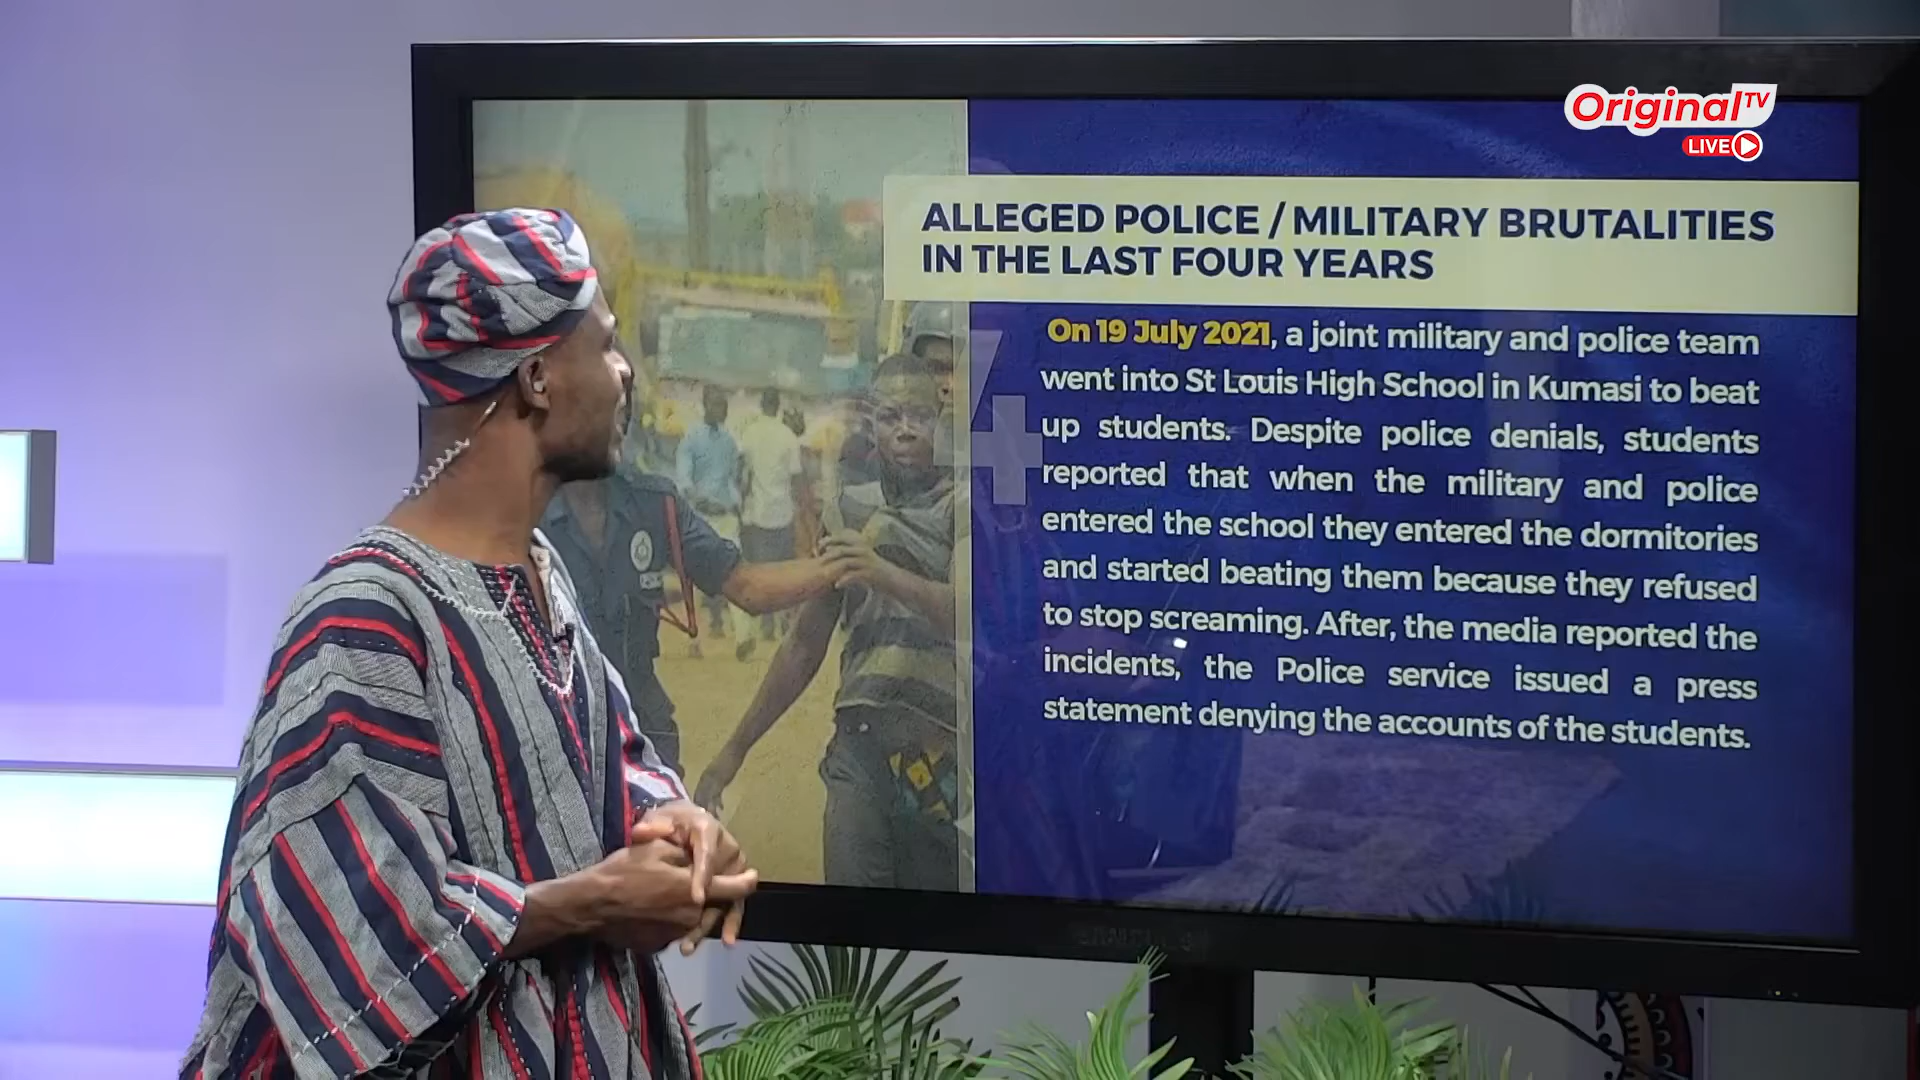 Original TV
LIVE
ALLEGED POLICE / MILITARY BRUTALITIES
IN THE LAST FOUR YEARS
4
On 19 July 2021, a joint military and police team
went into St Louis High School in Kumasi to beat
up students. Despite police denials, students
reported that when the military and police
entered the school they entered the dormitories
and started beating them because they refused
to stop screaming. After, the media reported the
incidents, the Police service issued a press
statement denying the accounts of the students.